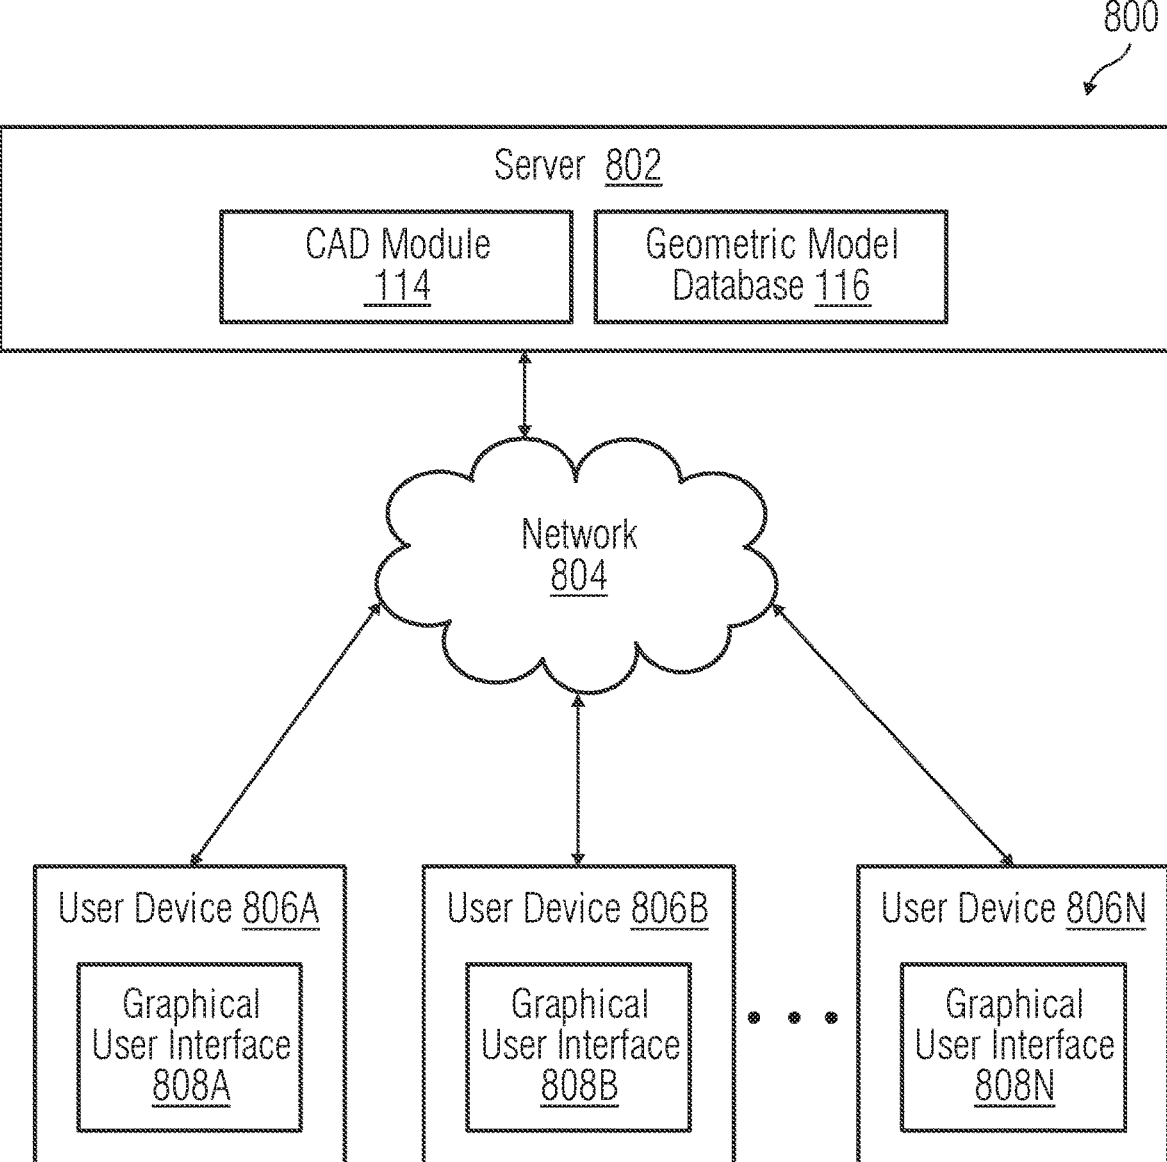 800
Server 802
CAD Module
114
Geometric Model
Database 116
Network
804
User Device 806A
Graphical
User Interface
808A
User Device 806B
Graphical
User Interface
808B
User Device 806N
Graphical
User Interface
808N